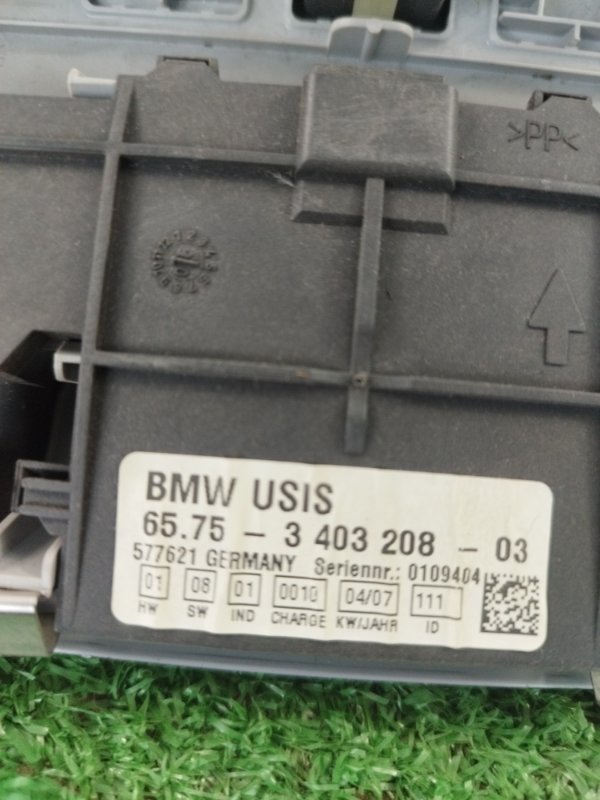 >PP<
BMW USIS
65.75 - 3 403 208 - 03
577621 GERMANY Seriennr.: 0109404
01 08 01 0010 04/07 111
HW SW IND CHARGE KW/JAHR ID